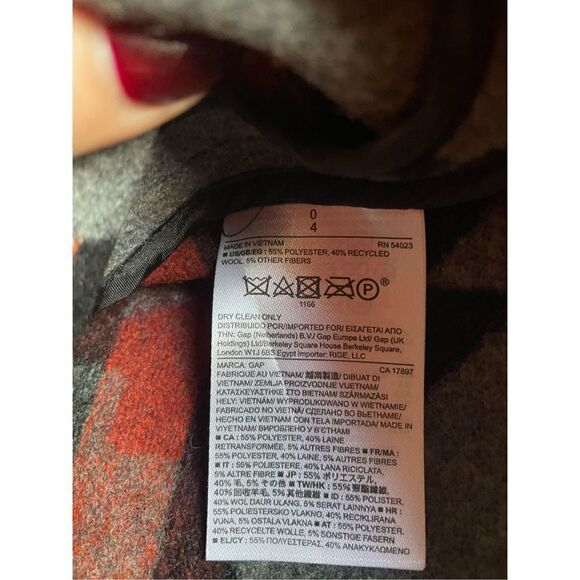 0
4
MADE IN VIETNAM RN 54023
■ US/GB/EG: 55% POLYESTER, 40% RECYCLED
WOOL, 5% OTHER FIBERS
P ®
1166
DRY CLEAN ONLY
DISTRIBUIDO POR/IMPORTED FOR/ ΕΙΣΑΓΕΤΑΙ ΑΠΟ
ΤΗΝ: Gap (Netherlands) B.V./ Gap Europe Ltd/ Gap (UK
Holdings) Ltd/Berkeley Square House Berkeley Square,
London W1J 6BS Egypt Importer: RIGE, LLC
MARCA: GAP CA 17897
FABRIQUÉ AU VIETNAM/ 越南製造/ DIBUAT DI
VIETNAM/ ZEMLJA PROIZVODNJE VIJETNAM/
ΚΑΤΑΣΚΕΥΑΣΤΗΚΕ ΣΤΟ ΒΙΕΤΝΑΜ/ SZÁRMAZÁSI
HELY: VIETNAM/ WYPRODUKOWANO W WIETNAMIE/
FABRICADO NO VIETNÃ/ СДЕЛАНО ВО ВЬЕТНАМЕ/
HECHO EN VIETNAM CON TELA IMPORTADA/ MADE IN
VIYETNAM/ ВИРОБЛЕНО У ВʼЄТНАМ
■ CA: 55% POLYESTER, 40% LAINE
RETRANSFORMÉE, 5% AUTRES FIBRES ■ FR/MA:
55% POLYESTER, 40% LAINE, 5% AUTRES FIBRES
■ IT: 55% POLIESTERE, 40% LANA RICICLATA,
5% ALTRE FIBRE ■ JP: 55% ポリエステル,
40% 毛, 5% その他 ■ TW/HK: 55% 聚酯纖維,
40% 回收羊毛, 5% 其他纖維 ■ ID: 55% POLISTER,
40% WOL DAUR ULANG, 5% SERAT LAINNYA ■ HR:
55% POLIESTERSKO VLAKNO, 40% RECIKLIRANA
VUNA, 5% OSTALA VLAKNA ■ AT: 55% POLYESTER,
40% RECYCELTE WOLLE, 5% SONSTIGE FASERN
■ EL/CY: 55% ΠΟΛΥΕΣΤΕΡΑΣ, 40% ΑΝΑΚΥΚΛΩΜΕΝΟ